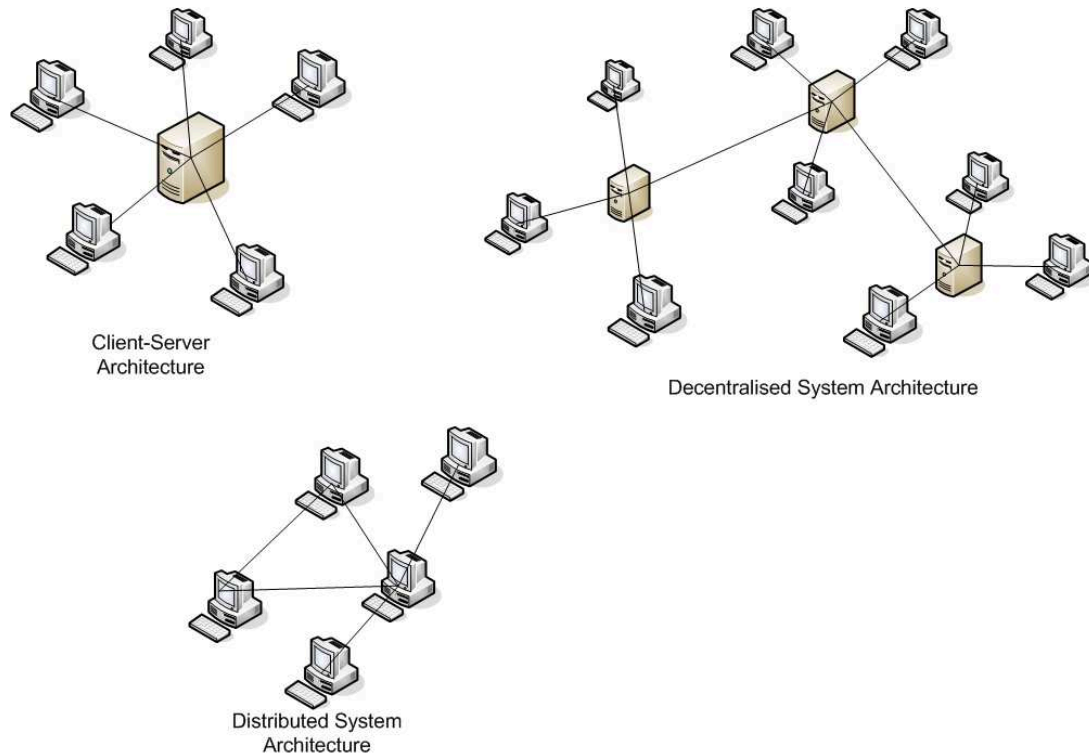 Client-Server
Architecture
Decentralised System Architecture
Distributed System
Architecture